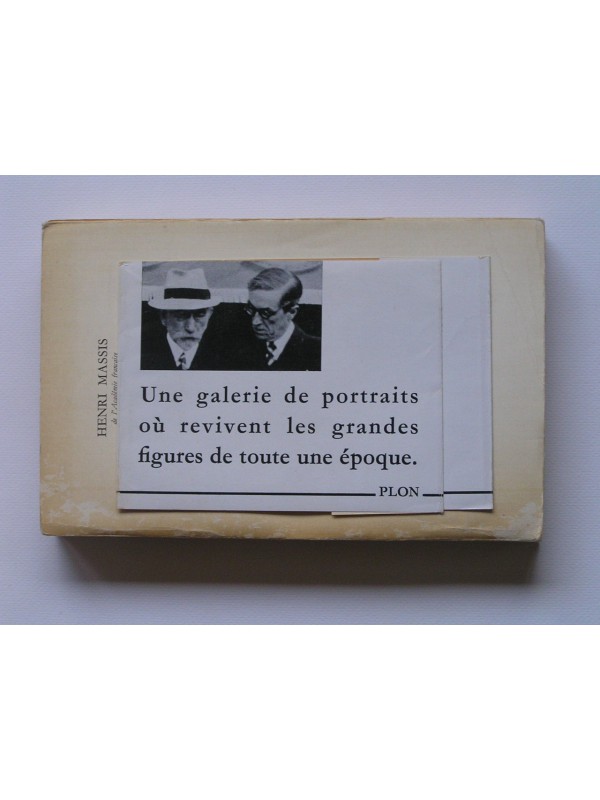 HENRI MASSIS
de l'Académie française
Une galerie de portraits
où revivent les grandes
figures de toute une époque.
PLON